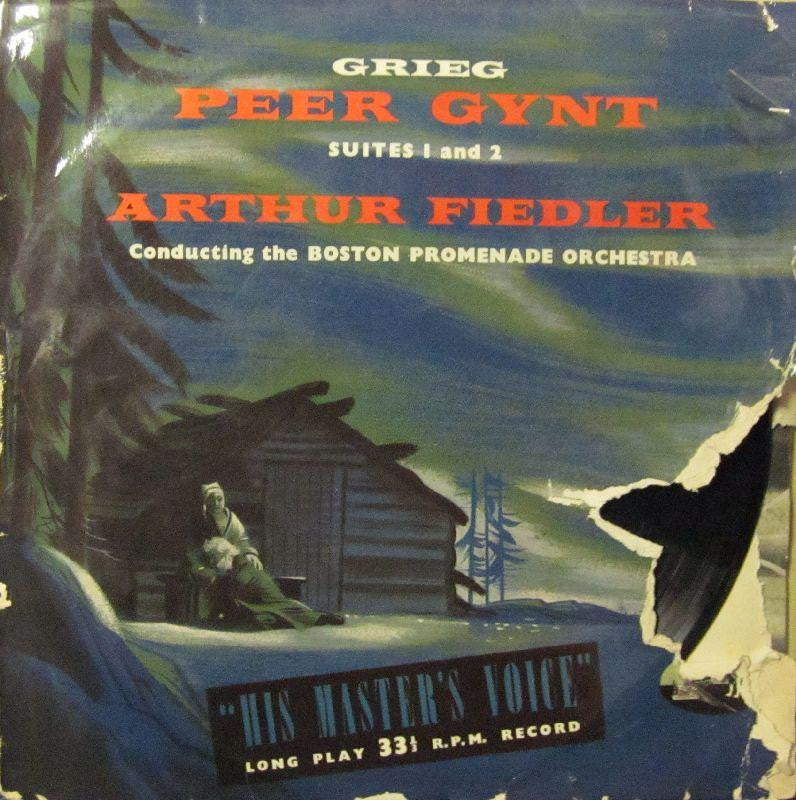 GRIEG
PEER GYNT
SUITES 1 and 2
ARTHUR FIEDLER
Conducting the BOSTON PROMENADE ORCHESTRA
"HIS MASTER'S VOICE"
LONG PLAY 33⅓ R.P.M. RECORD